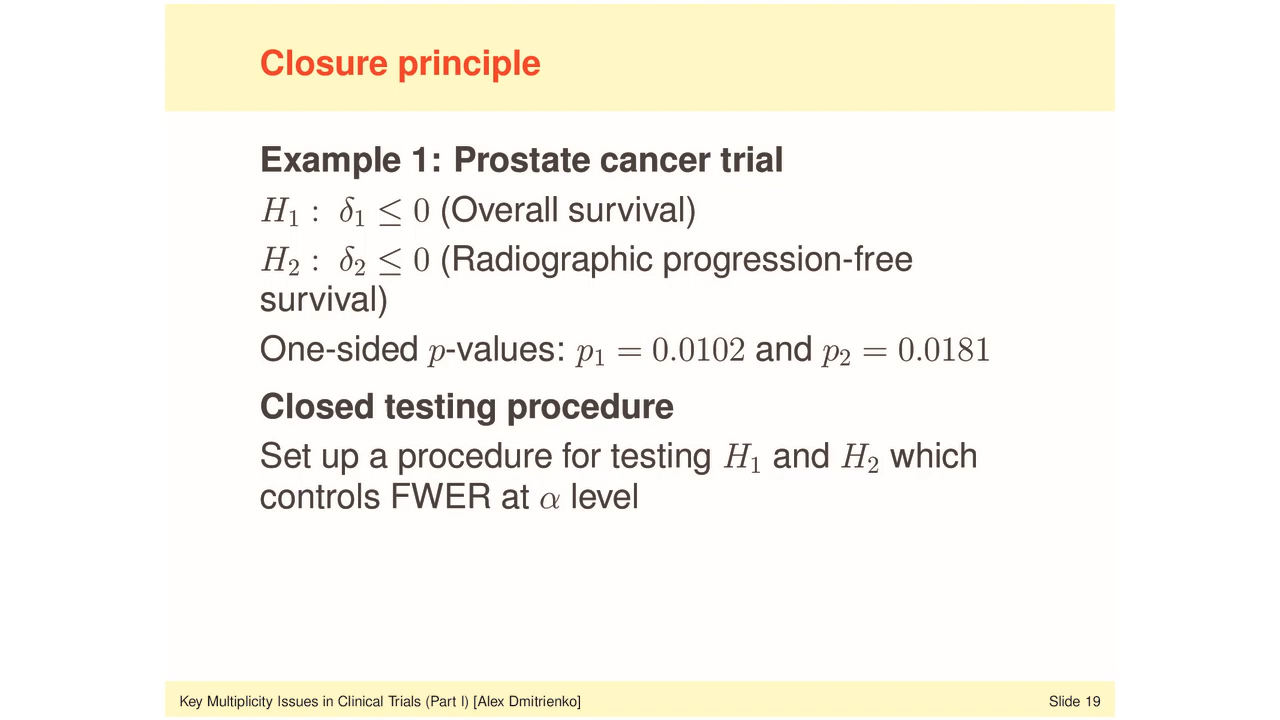 Closure principle
Example 1: Prostate cancer trial
H₁ : δ₁ ≤ 0 (Overall survival)
H₂ : δ₂ ≤ 0 (Radiographic progression-free
survival)
One-sided p-values: p₁ = 0.0102 and p₂ = 0.0181
Closed testing procedure
Set up a procedure for testing H₁ and H₂ which
controls FWER at α level
Key Multiplicity Issues in Clinical Trials (Part I) [Alex Dmitrienko]
Slide 19